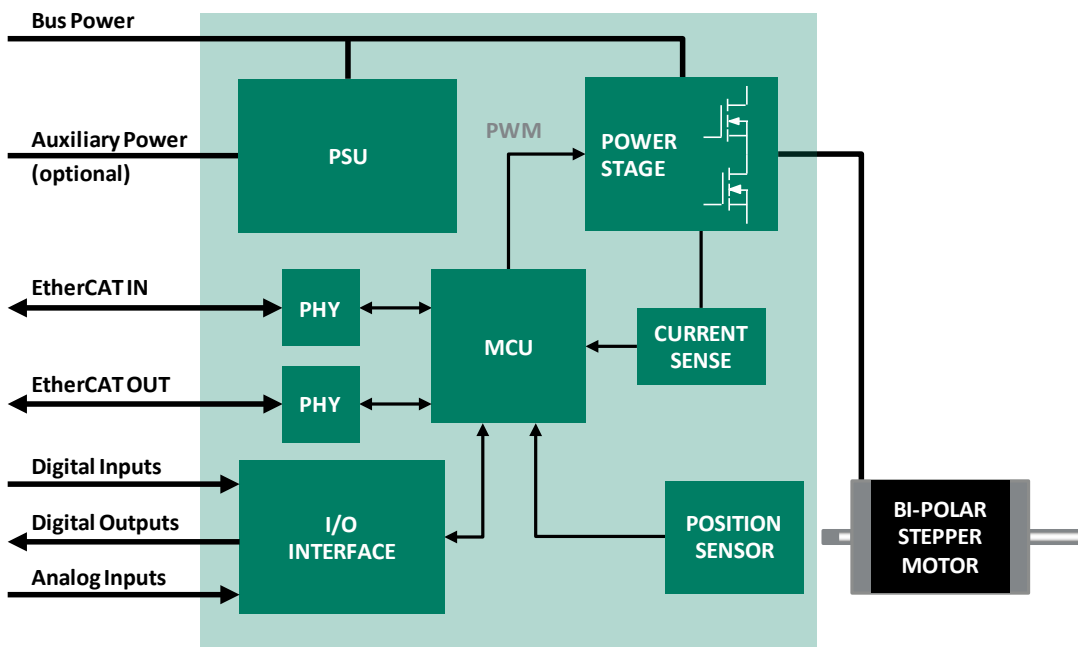 Bus Power
Auxiliary Power
(optional)
PSU
PWM
POWER
STAGE
EtherCAT IN
PHY
MCU
CURRENT
SENSE
EtherCAT OUT
PHY
Digital Inputs
Digital Outputs
Analog Inputs
I/O
INTERFACE
POSITION
SENSOR
BI-POLAR
STEPPER
MOTOR